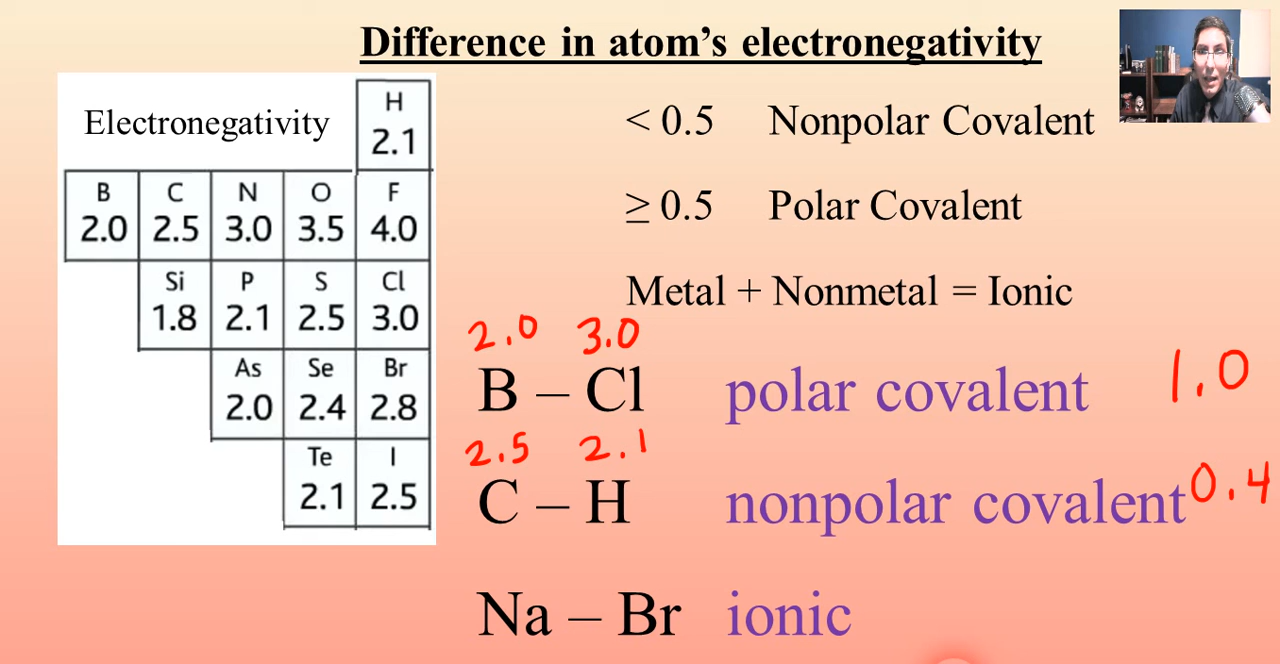 Difference in atom's electronegativity
Electronegativity
H
2.1
B C N O F
2.0 2.5 3.0 3.5 4.0
Si P S Cl
1.8 2.1 2.5 3.0
As Se Br
2.0 2.4 2.8
Te I
2.1 2.5
< 0.5 Nonpolar Covalent
≥ 0.5 Polar Covalent
Metal + Nonmetal = Ionic
2.0 3.0
B – Cl polar covalent 1.0
2.5 2.1
C – H nonpolar covalent 0.4
Na – Br ionic